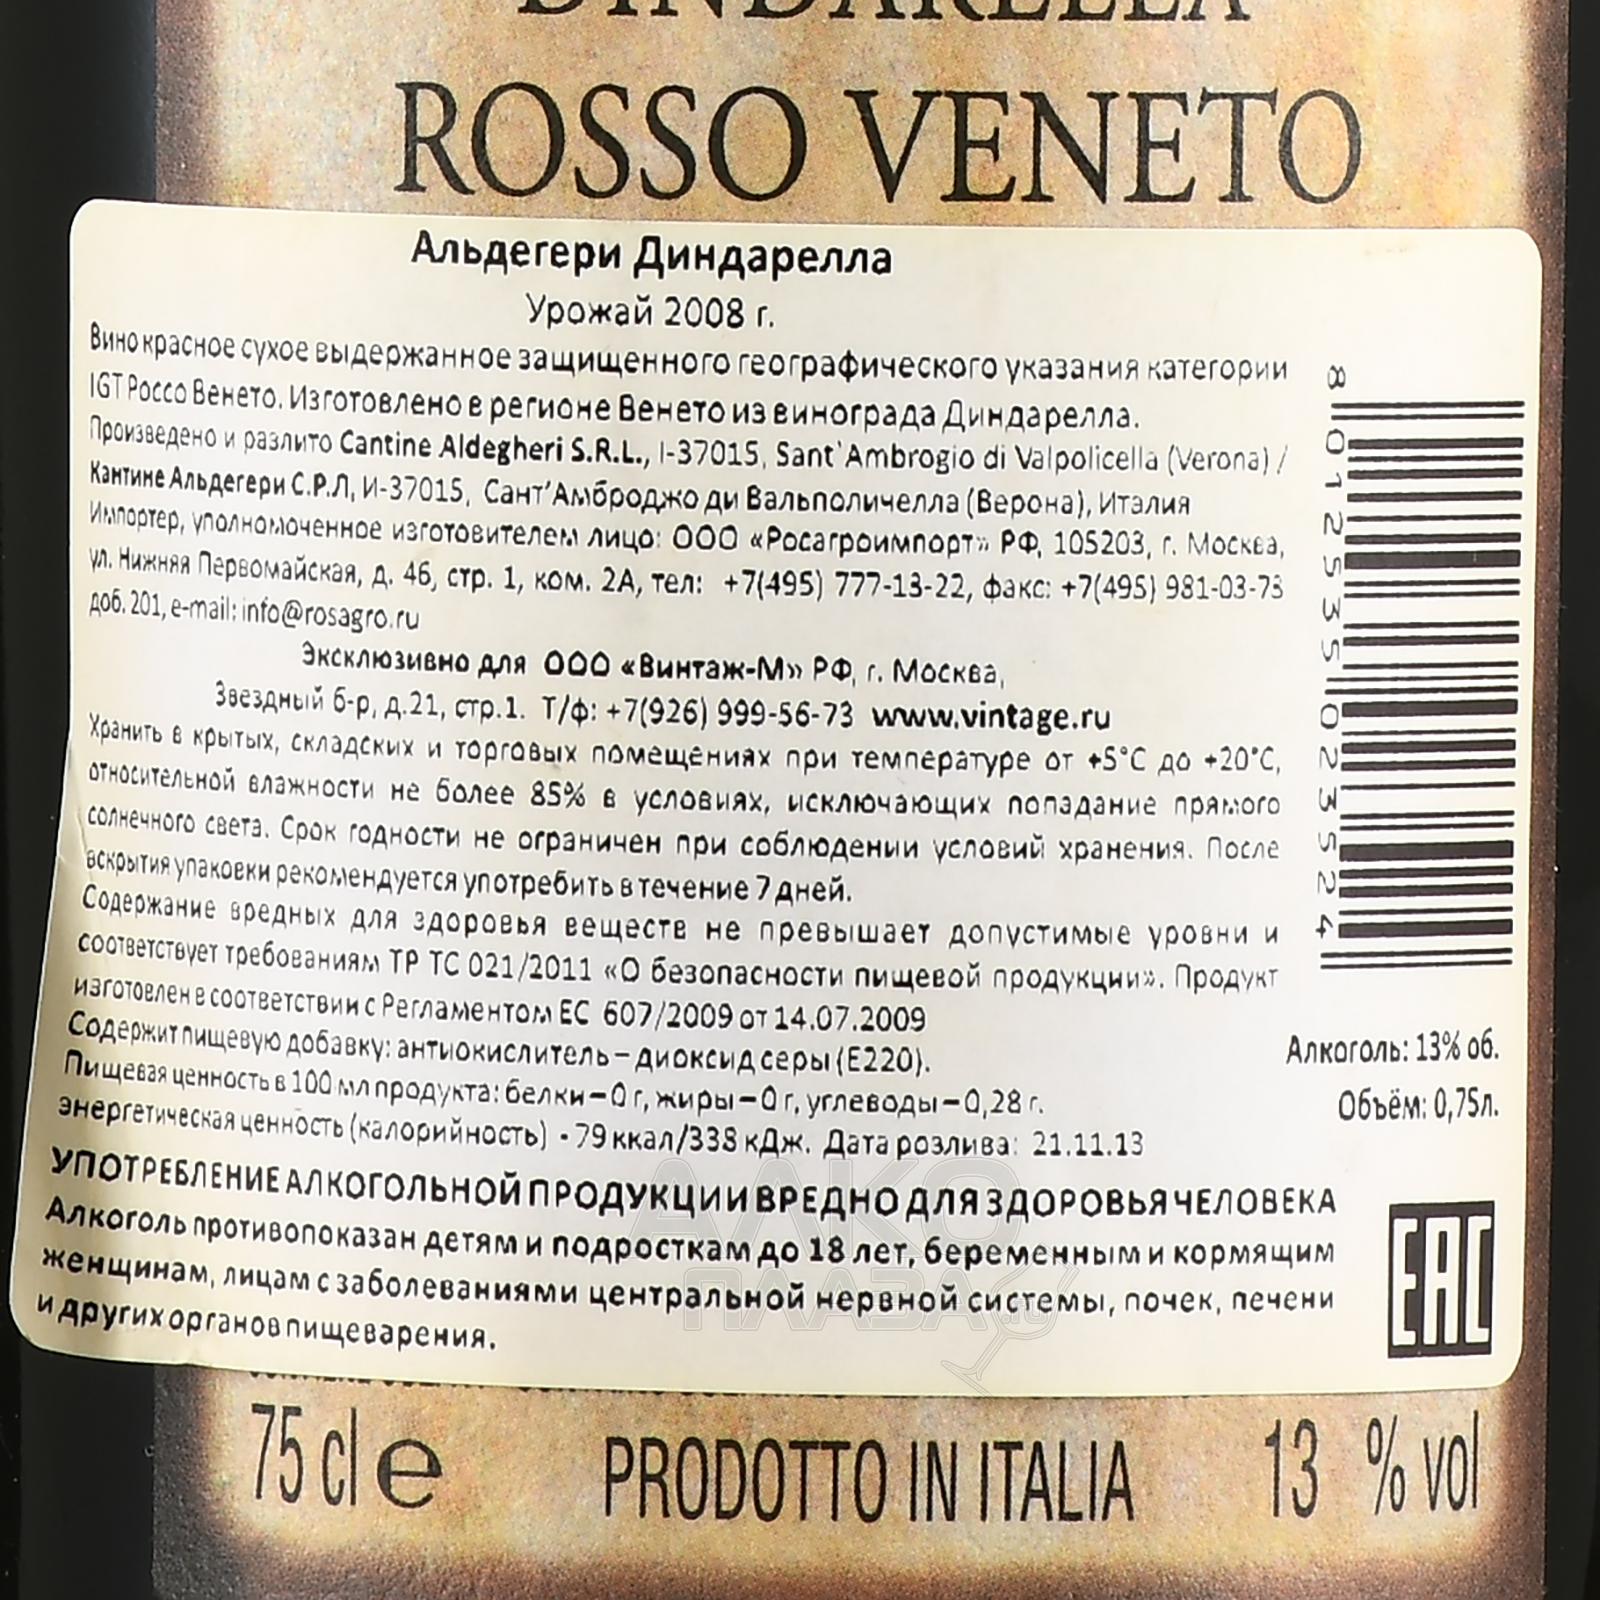 DINDARELLA
ROSSO VENETO
Альдегери Диндарелла
Урожай 2008 г.
Вино красное сухое выдержанное защищенного географического указания категории
IGT Россо Венето. Изготовлено в регионе Венето из винограда Диндарелла.
Произведено и разлито Cantine Aldegheri S.R.L., I-37015, Sant`Ambrogio di Valpolicella (Verona) /
Кантине Альдегери С.Р.Л, И-37015, Сант’Амброджо ди Вальполичелла (Верона), Италия
Импортер, уполномоченное изготовителем лицо: ООО «Росагроимпорт» РФ, 105203, г. Москва,
ул. Нижняя Первомайская, д. 46, стр. 1, ком. 2А, тел: +7(495) 777-13-22, факс: +7(495) 981-03-73
доб. 201, e-mail: info@rosagro.ru
Эксклюзивно для ООО «Винтаж-М» РФ, г. Москва,
Звездный б-р, д.21, стр.1. Т/ф: +7(926) 999-56-73 www.vintage.ru
Хранить в крытых, складских и торговых помещениях при температуре от +5°С до +20°С,
относительной влажности не более 85% в условиях, исключающих попадание прямого
солнечного света. Срок годности не ограничен при соблюдении условий хранения. После
вскрытия упаковки рекомендуется употребить в течение 7 дней.
Содержание вредных для здоровья веществ не превышает допустимые уровни и
соответствует требованиям ТР ТС 021/2011 «О безопасности пищевой продукции». Продукт
изготовлен в соответствии с Регламентом ЕС 607/2009 от 14.07.2009
Содержит пищевую добавку: антиокислитель – диоксид серы (Е220).
Пищевая ценность в 100 мл продукта: белки – 0 г, жиры – 0 г, углеводы – 0,28 г.
энергетическая ценность (калорийность) - 79 ккал/338 кДж. Дата розлива: 21.11.13
УПОТРЕБЛЕНИЕ АЛКОГОЛЬНОЙ ПРОДУКЦИИ ВРЕДНО ДЛЯ ЗДОРОВЬЯ ЧЕЛОВЕКА
Алкоголь противопоказан детям и подросткам до 18 лет, беременным и кормящим
женщинам, лицам с заболеваниями центральной нервной системы, почек, печени
и других органов пищеварения.
8 012535 023524
Алкоголь: 13% об.
Объём: 0,75л.
EAC
АЛКО
ПЛАЗА.ru
75 cl e
PRODOTTO IN ITALIA
13 % vol